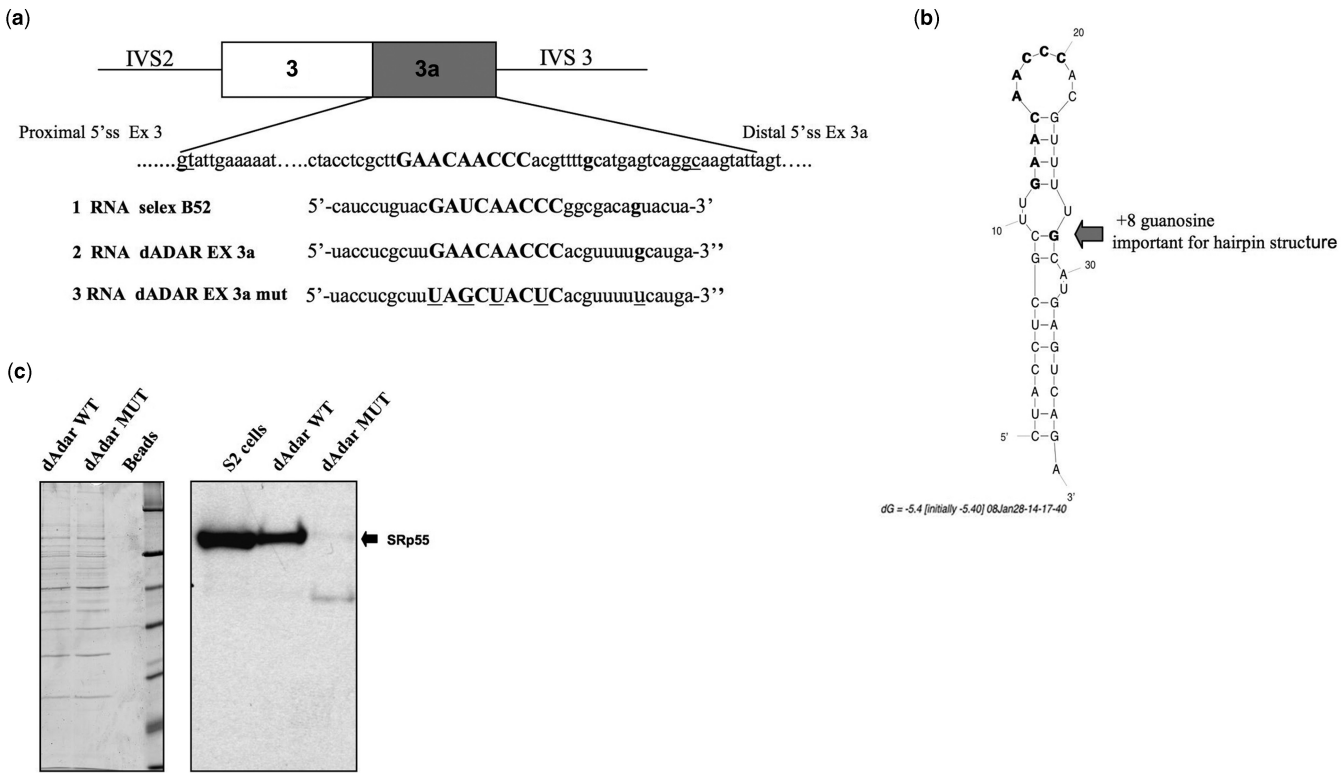 (a)
IVS2
3
3a
IVS 3
Proximal 5'ss Ex 3
Distal 5'ss Ex 3a
.......gtattgaaaaat…..ctacctcgcttGAACAACCCacgttttgcatgagtcaggcaagtattagt…..
1 RNA selex B52 5'-cauccuguacGAUCAACCCggcgacaguacua-3'
2 RNA dADAR EX 3a 5'-uaccucgcuuGAACAACCCacguuuugcauga-3''
3 RNA dADAR EX 3a mut 5'-uaccucgcuuUAGCUACUCacguuuuucauga-3''
(b)
20
C C C
A A
A C
C G
A U
A U
G U
U U
U
10
C G
+8 guanosine
important for hairpin structure
G C
A
30
U
C G
U A
C G
C U
A C
U A
C G
5'
A
3'
dG = -5.4 [initially -5.40] 08Jan28-14-17-40
(c)
dAdar WT
dAdar MUT
Beads
S2 cells
dAdar WT
dAdar MUT
SRp55